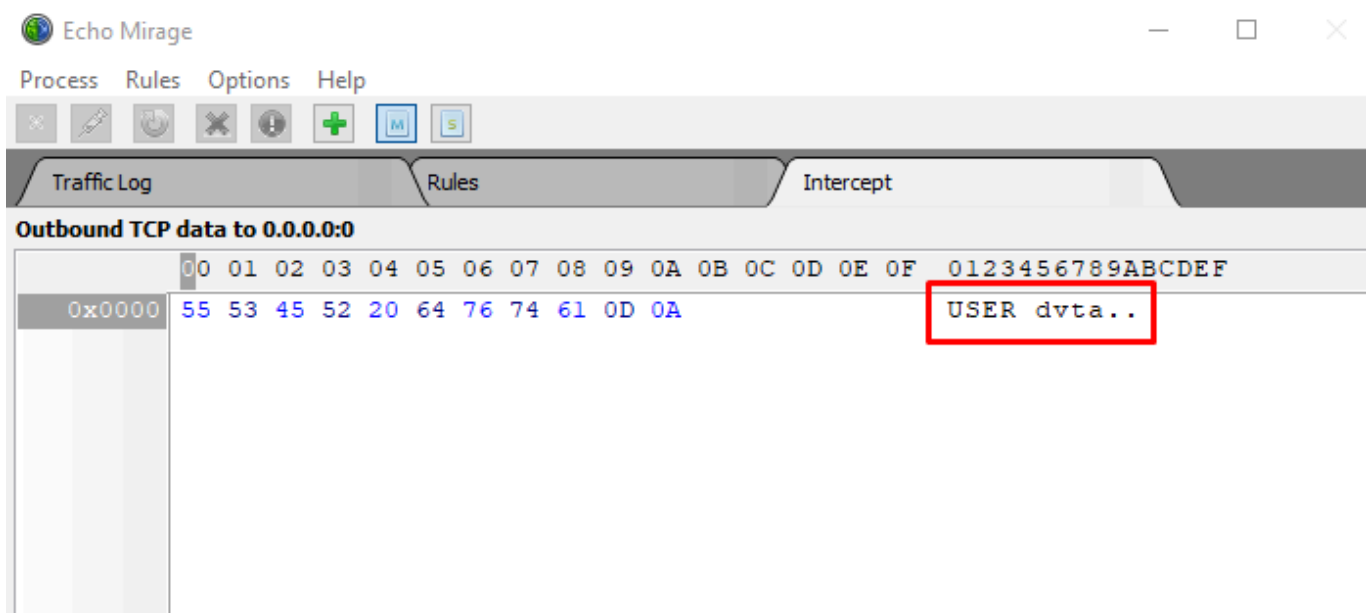 Echo Mirage
Process Rules Options Help
M S
Traffic Log Rules Intercept
Outbound TCP data to 0.0.0.0:0
00 01 02 03 04 05 06 07 08 09 0A 0B 0C 0D 0E 0F 0123456789ABCDEF
0x0000 55 53 45 52 20 64 76 74 61 0D 0A USER dvta..